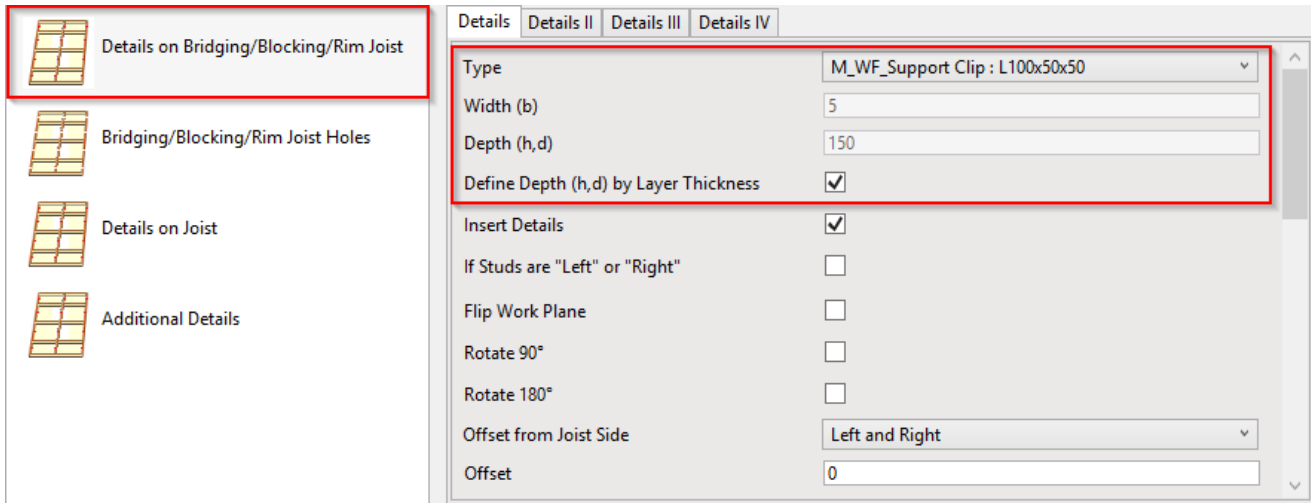 Details on Bridging/Blocking/Rim Joist
Bridging/Blocking/Rim Joist Holes
Details on Joist
Additional Details
Details Details II Details III Details IV
Type M_WF_Support Clip : L100x50x50
Width (b) 5
Depth (h,d) 150
Define Depth (h,d) by Layer Thickness
Insert Details
If Studs are "Left" or "Right"
Flip Work Plane
Rotate 90°
Rotate 180°
Offset from Joist Side Left and Right
Offset 0